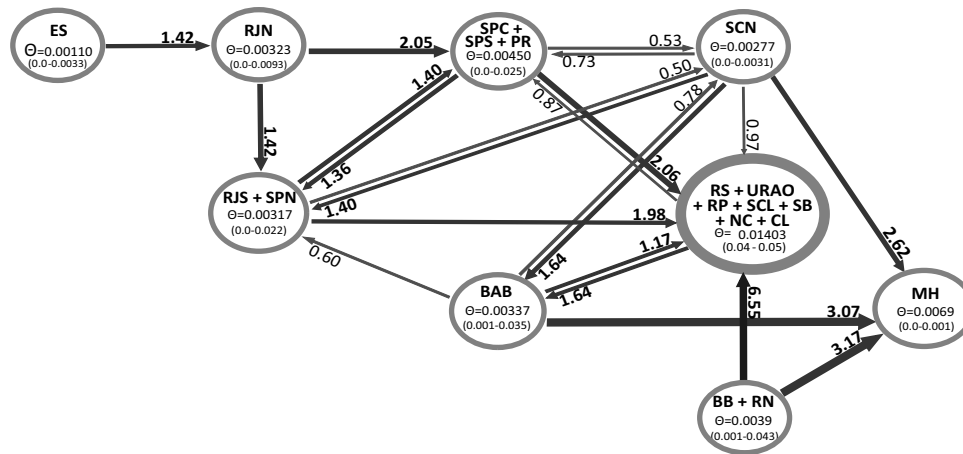 ES
Θ=0.00110
(0.0-0.0033)
1.42
RJN
Θ=0.00323
(0.0-0.0093)
2.05
SPC +
SPS + PR
Θ=0.00450
(0.0-0.025)
0.53
0.73
SCN
Θ=0.00277
(0.0-0.0031)
1.42
1.40
1.36
0.87
2.06
0.50
1.40
0.78
1.64
0.97
2.62
RJS + SPN
Θ=0.00317
(0.0-0.022)
1.98
RS + URAO
+ RP + SCL + SB
+ NC + CL
Θ= 0.01403
(0.04 - 0.05)
0.60
1.17
1.64
BAB
Θ=0.00337
(0.001-0.035)
3.07
6.55
3.17
MH
Θ=0.0069
(0.0-0.001)
BB + RN
Θ=0.0039
(0.001-0.043)